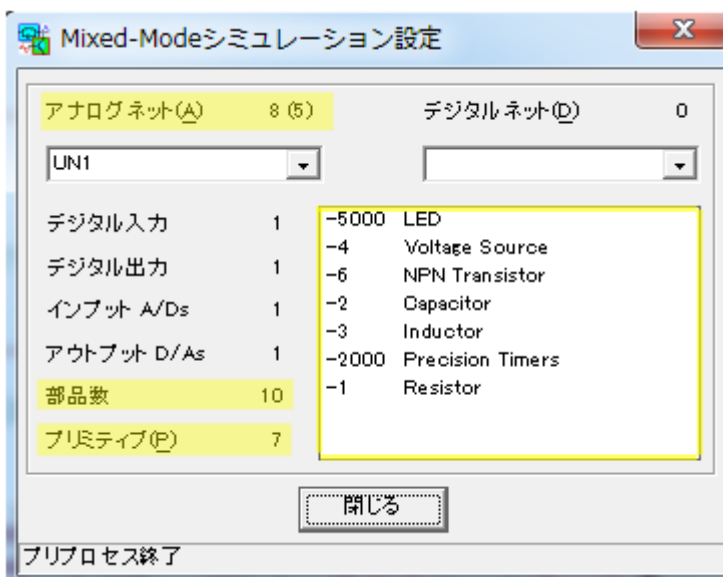 Mixed-Modeシミュレーション設定
アナログネット(A) 8 (5) デジタルネット(D) 0
UN1
デジタル入力 1
デジタル出力 1
インプット A/Ds 1
アウトプット D/As 1
部品数 10
プリミティブ(P) 7
-5000 LED
-4 Voltage Source
-6 NPN Transistor
-2 Capacitor
-3 Inductor
-2000 Precision Timers
-1 Resistor
閉じる
プリプロセス終了